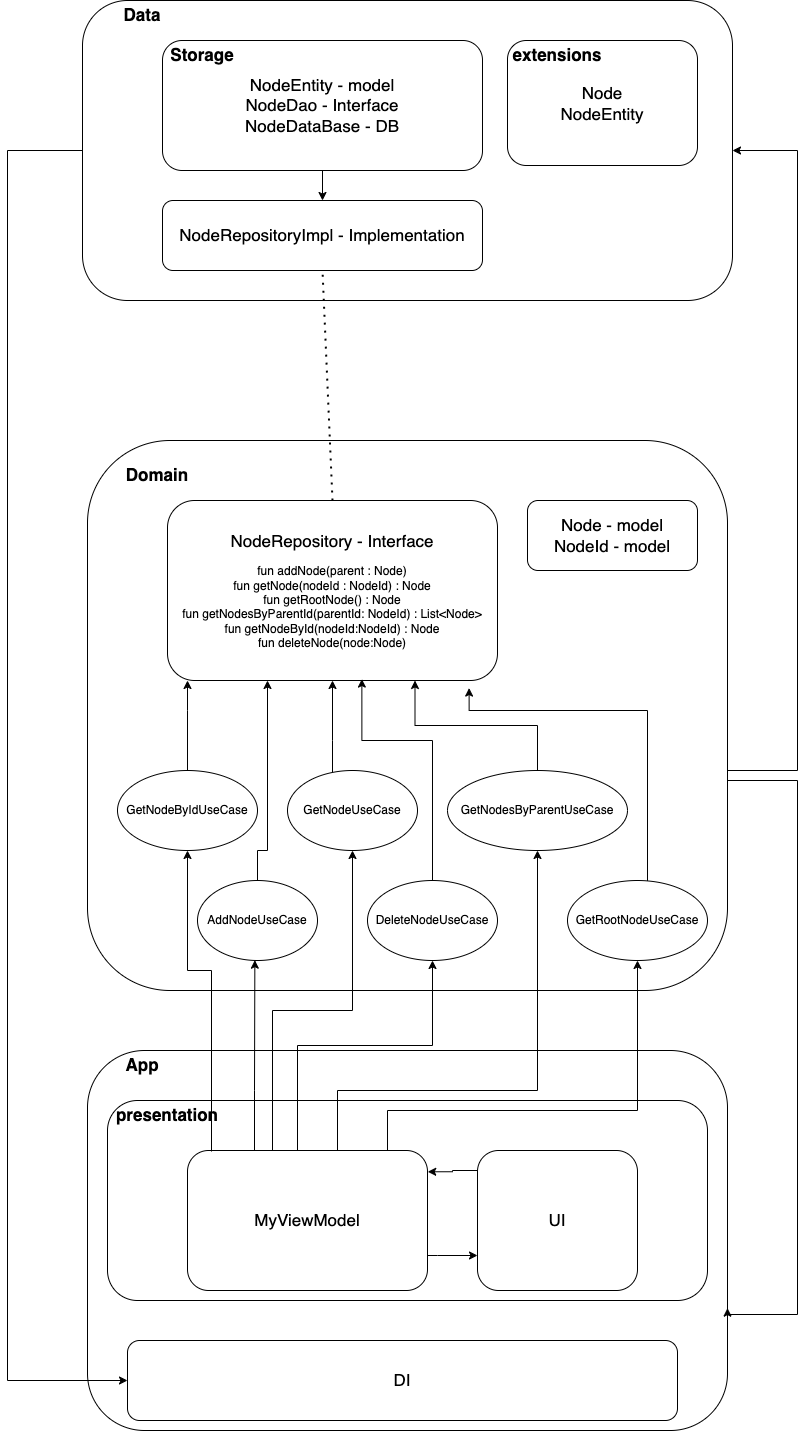 Data
Storage
NodeEntity - model
NodeDao - Interface
NodeDataBase - DB
extensions
Node
NodeEntity
NodeRepositoryImpl - Implementation
Domain
NodeRepository - Interface
fun addNode(parent : Node)
fun getNode(nodeId : NodeId) : Node
fun getRootNode() : Node
fun getNodesByParentId(parentId: NodeId) : List<Node>
fun getNodeById(nodeId:NodeId) : Node
fun deleteNode(node:Node)
Node - model
NodeId - model
GetNodeByIdUseCase
GetNodeUseCase
GetNodesByParentUseCase
AddNodeUseCase
DeleteNodeUseCase
GetRootNodeUseCase
App
presentation
MyViewModel
UI
DI